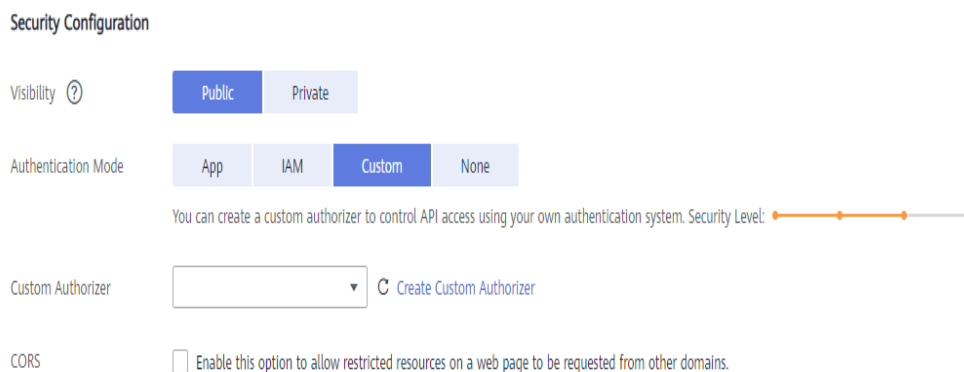 Security Configuration
Visibility ? Public Private
Authentication Mode App IAM Custom None
You can create a custom authorizer to control API access using your own authentication system. Security Level:
Custom Authorizer Create Custom Authorizer
CORS Enable this option to allow restricted resources on a web page to be requested from other domains.